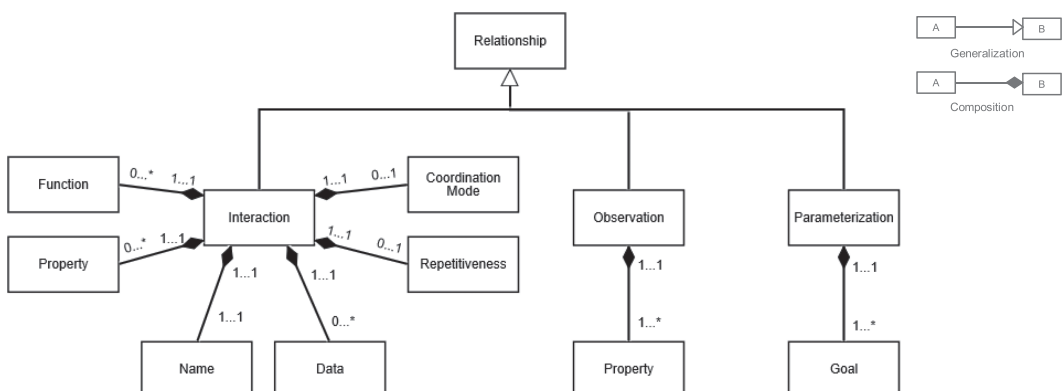 Relationship
A
B
Generalization
A
B
Composition
Function
0...*
1...1
1...1
0...1
Coordination
Mode
Interaction
Observation
Parameterization
Property
0...*
1...1
1...1
0...1
Repetitiveness
1...1
1...1
1...1
1...1
1...1
0...*
1...*
1...*
Name
Data
Property
Goal